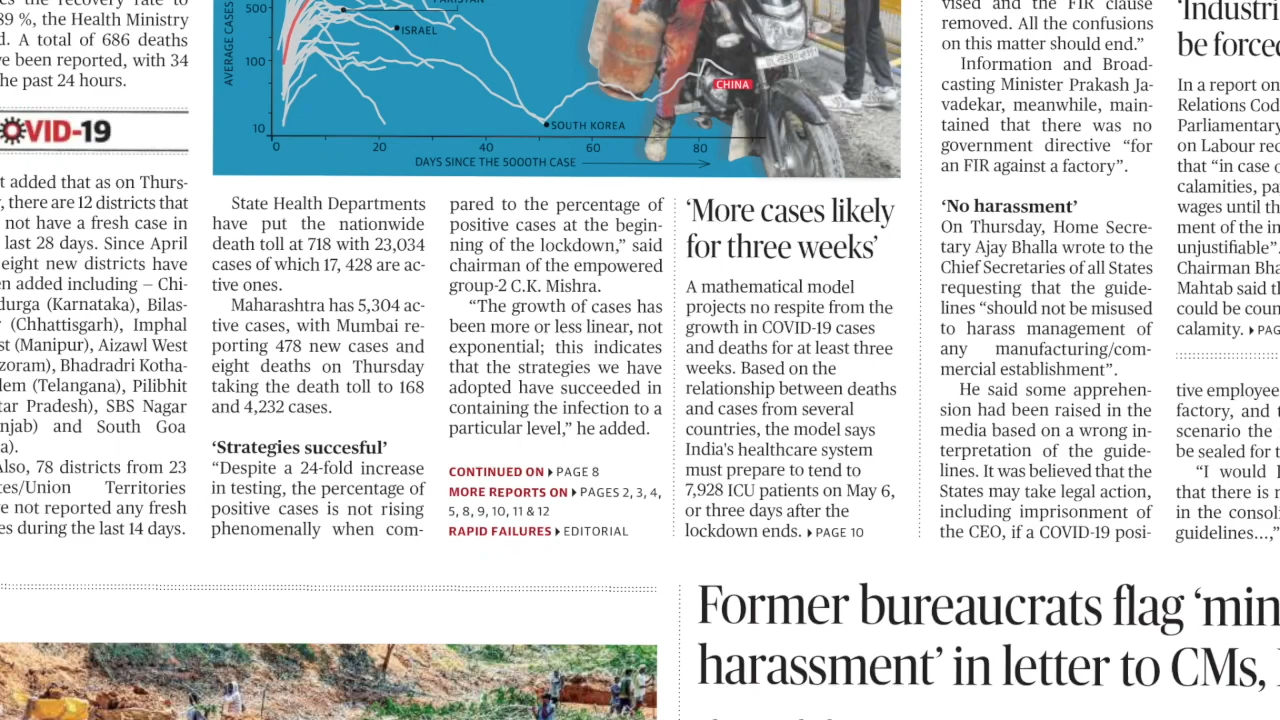 the recovery rate to
89 %, the Health Ministry
d. A total of 686 deaths
ve been reported, with 34
he past 24 hours.
VID-19
t added that as on Thurs-
, there are 12 districts that
not have a fresh case in
last 28 days. Since April
eight new districts have
n added including – Chi-
durga (Karnataka), Bilas-
(Chhattisgarh), Imphal
st (Manipur), Aizawl West
zoram), Bhadradri Kotha-
lem (Telangana), Pilibhit
tar Pradesh), SBS Nagar
njab) and South Goa
a).
Also, 78 districts from 23
tes/Union Territories
ve not reported any fresh
es during the last 14 days.
AVERAGE CASES
500
100
10
ISRAEL
SOUTH KOREA
CHINA
0 20 40 60 80
DAYS SINCE THE 5000TH CASE
State Health Departments
have put the nationwide
death toll at 718 with 23,034
cases of which 17, 428 are ac-
tive ones.
Maharashtra has 5,304 ac-
tive cases, with Mumbai re-
porting 478 new cases and
eight deaths on Thursday
taking the death toll to 168
and 4,232 cases.
‘Strategies succesful’
“Despite a 24-fold increase
in testing, the percentage of
positive cases is not rising
phenomenally when com-
pared to the percentage of
positive cases at the begin-
ning of the lockdown,” said
chairman of the empowered
group-2 C.K. Mishra.
“The growth of cases has
been more or less linear, not
exponential; this indicates
that the strategies we have
adopted have succeeded in
containing the infection to a
particular level,” he added.
CONTINUED ON PAGE 8
MORE REPORTS ON PAGES 2, 3, 4,
5, 8, 9, 10, 11 & 12
RAPID FAILURES EDITORIAL
‘More cases likely
for three weeks’
A mathematical model
projects no respite from the
growth in COVID-19 cases
and deaths for at least three
weeks. Based on the
relationship between deaths
and cases from several
countries, the model says
India's healthcare system
must prepare to tend to
7,928 ICU patients on May 6,
or three days after the
lockdown ends. PAGE 10
vised and the FIR clause
removed. All the confusions
on this matter should end.”
Information and Broad-
casting Minister Prakash Ja-
vadekar, meanwhile, main-
tained that there was no
government directive “for
an FIR against a factory”.
‘No harassment’
On Thursday, Home Secre-
tary Ajay Bhalla wrote to the
Chief Secretaries of all States
requesting that the guide-
lines “should not be misused
to harass management of
any manufacturing/com-
mercial establishment”.
He said some apprehen-
sion had been raised in the
media based on a wrong in-
terpretation of the guide-
lines. It was believed that the
States may take legal action,
including imprisonment of
the CEO, if a COVID-19 posi-
‘Industri
be force
In a report on
Relations Cod
Parliamentary
on Labour rec
that “in case o
calamities, pa
wages until th
ment of the in
unjustifiable”.
Chairman Bha
Mahtab said th
could be coun
calamity. PAG
tive employee
factory, and t
scenario the
be sealed for t
“I would l
that there is n
in the consoli
guidelines...,”
Former bureaucrats flag ‘min
harassment’ in letter to CMs,